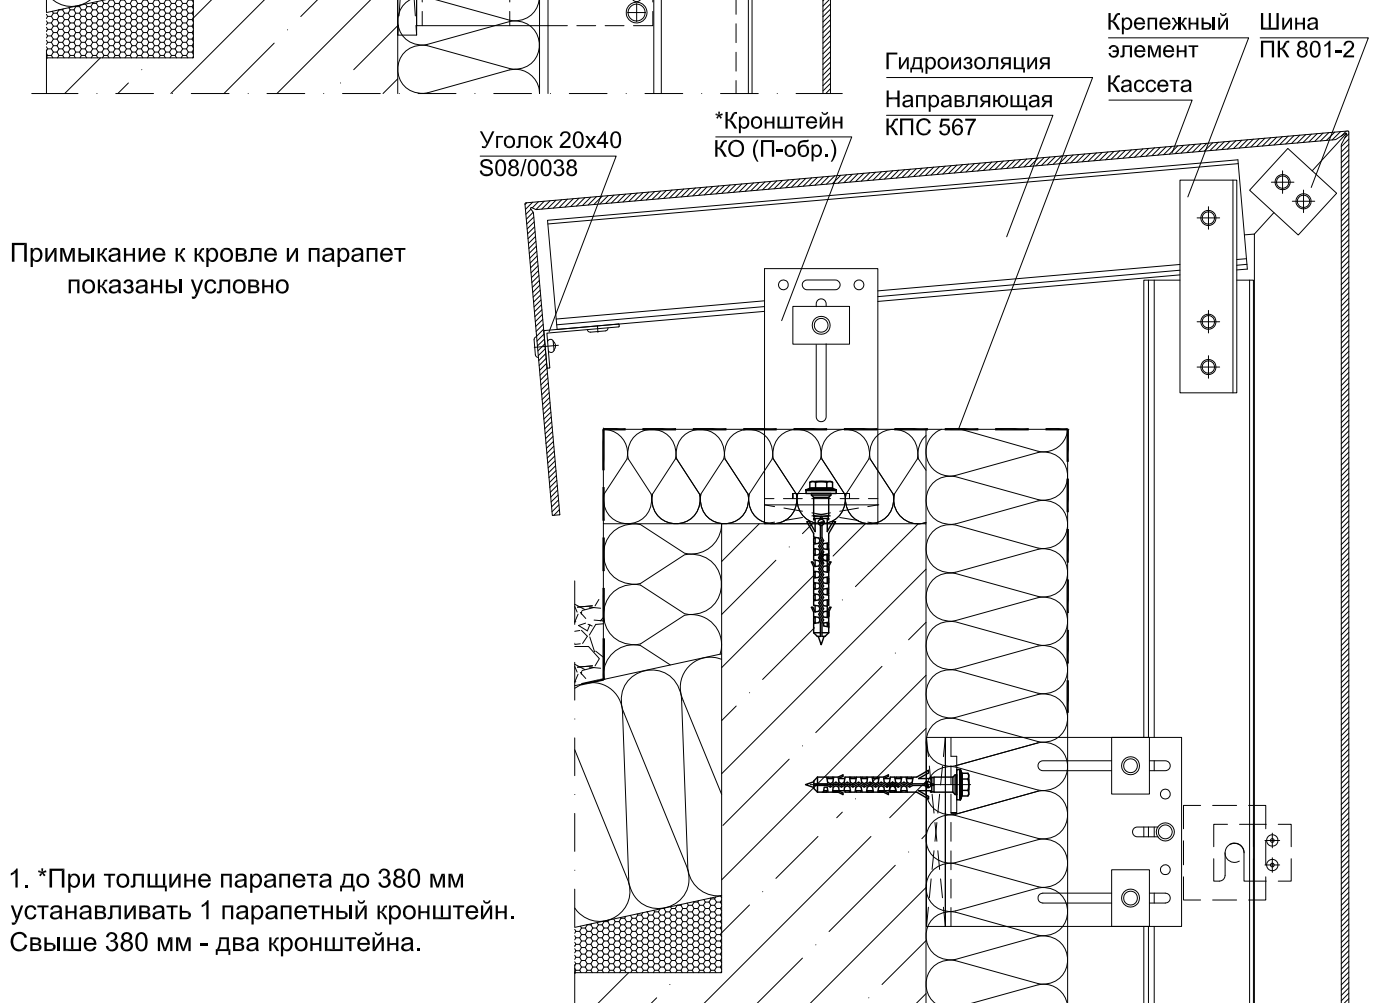 Крепежный
элемент
Шина
ПК 801-2
Гидроизоляция
Кассета
Направляющая
КПС 567
*Кронштейн
КО (П-обр.)
Уголок 20x40
S08/0038
Примыкание к кровле и парапет
показаны условно
1. *При толщине парапета до 380 мм
устанавливать 1 парапетный кронштейн.
Свыше 380 мм - два кронштейна.